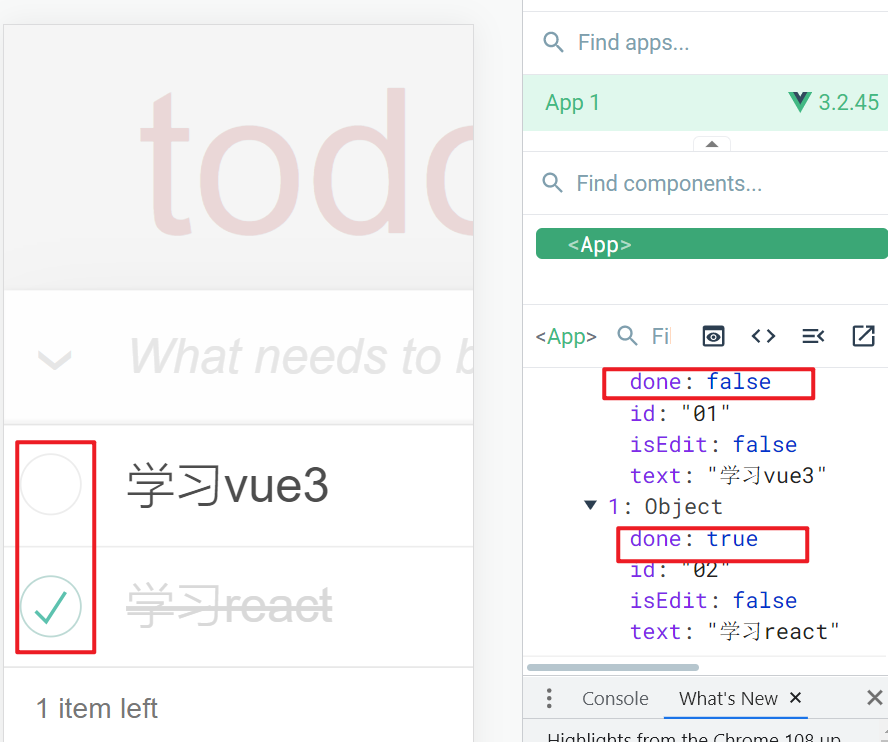 todo
What needs to b
学习vue3
学习react
1 item left
Find apps...
App 1
3.2.45
Find components...
<App>
<App>
Fi
done: false
id: "01"
isEdit: false
text: "学习vue3"
1: Object
done: true
id: "02"
isEdit: false
text: "学习react"
Console
What's New
Highlights from the Chrome 108 up